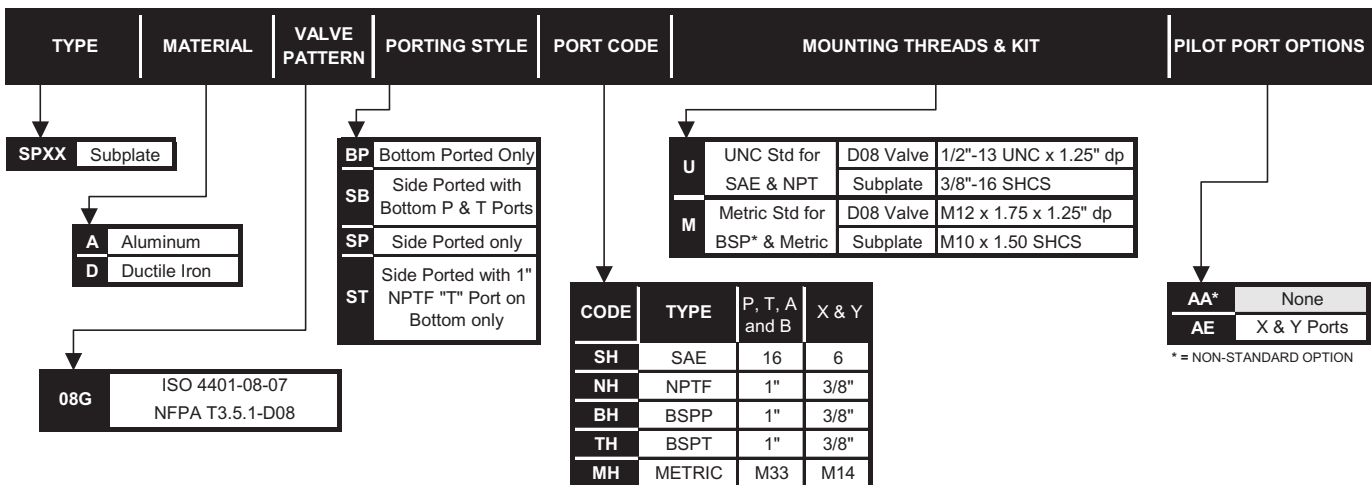 TYPE
MATERIAL
VALVE
PATTERN
PORTING STYLE
PORT CODE
MOUNTING THREADS & KIT
PILOT PORT OPTIONS
SPXX Subplate
A Aluminum
D Ductile Iron
08G
ISO 4401-08-07
NFPA T3.5.1-D08
BP Bottom Ported Only
SB
Side Ported with
Bottom P & T Ports
SP Side Ported only
ST
Side Ported with 1"
NPTF "T" Port on
Bottom only
CODE TYPE P, T, A
and B X & Y
SH SAE 16 6
NH NPTF 1" 3/8"
BH BSPP 1" 3/8"
TH BSPT 1" 3/8"
MH METRIC M33 M14
U
UNC Std for D08 Valve 1/2"-13 UNC x 1.25" dp
SAE & NPT Subplate 3/8"-16 SHCS
M
Metric Std for D08 Valve M12 x 1.75 x 1.25" dp
BSP* & Metric Subplate M10 x 1.50 SHCS
AA* None
AE X & Y Ports
* = NON-STANDARD OPTION